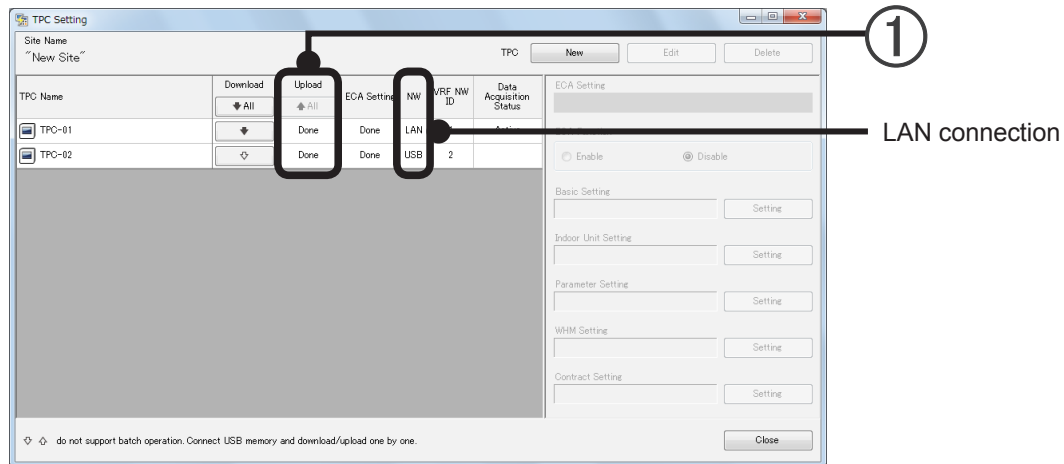 TPC Setting
Site Name
"New Site"
TPC New Edit Delete
①
TPC Name Download Upload ECA Setting NW VRF NW ID Data Acquisition Status
All All
TPC-01 Done Done LAN
TPC-02 Done Done USB 2
ECA Setting
LAN connection
Enable Disable
Basic Setting
Setting
Indoor Unit Setting
Setting
Parameter Setting
Setting
WHM Setting
Setting
Contract Setting
Setting
do not support batch operation. Connect USB memory and download/upload one by one.
Close